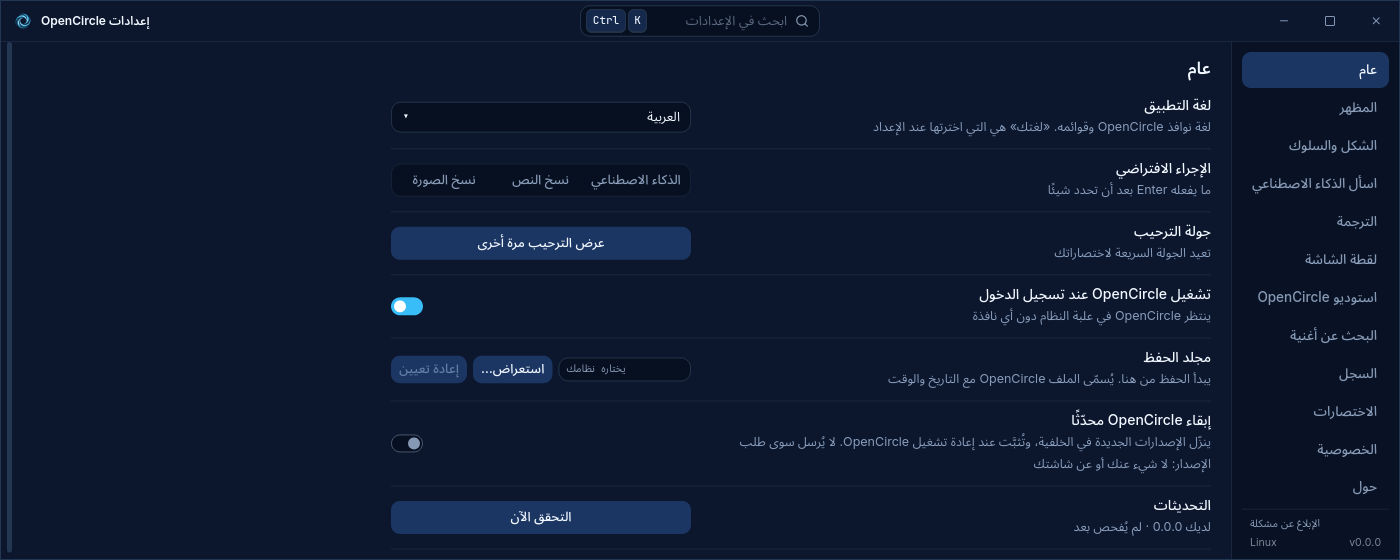 إعدادات OpenCircle
ابحث في الإعدادات
Ctrl K
عام
المظهر
الشكل والسلوك
اسأل الذكاء الاصطناعي
الترجمة
لقطة الشاشة
استوديو OpenCircle
البحث عن أغنية
السجل
الاختصارات
الخصوصية
حول
الإبلاغ عن مشكلة
v0.0.0 Linux
عام
لغة التطبيق
لغة نوافذ OpenCircle وقوائمه. «لغتك» هي التي اخترتها عند الإعداد
العربية
الإجراء الافتراضي
ما يفعله Enter بعد أن تحدد شيئًا
الذكاء الاصطناعي نسخ النص نسخ الصورة
جولة الترحيب
تعيد الجولة السريعة لاختصاراتك
عرض الترحيب مرة أخرى
تشغيل OpenCircle عند تسجيل الدخول
ينتظر OpenCircle في علبة النظام دون أي نافذة
مجلد الحفظ
يبدأ الحفظ من هنا. يُسمّى الملف OpenCircle مع التاريخ والوقت
يختاره نظامك
استعراض...
إعادة تعيين
إبقاء OpenCircle محدّثًا
ينزّل الإصدارات الجديدة في الخلفية، وتُثبَّت عند إعادة تشغيل OpenCircle. لا يُرسل سوى طلب
الإصدار: لا شيء عنك أو عن شاشتك
التحديثات
لديك 0.0.0 · لم يُفحص بعد
التحقق الآن